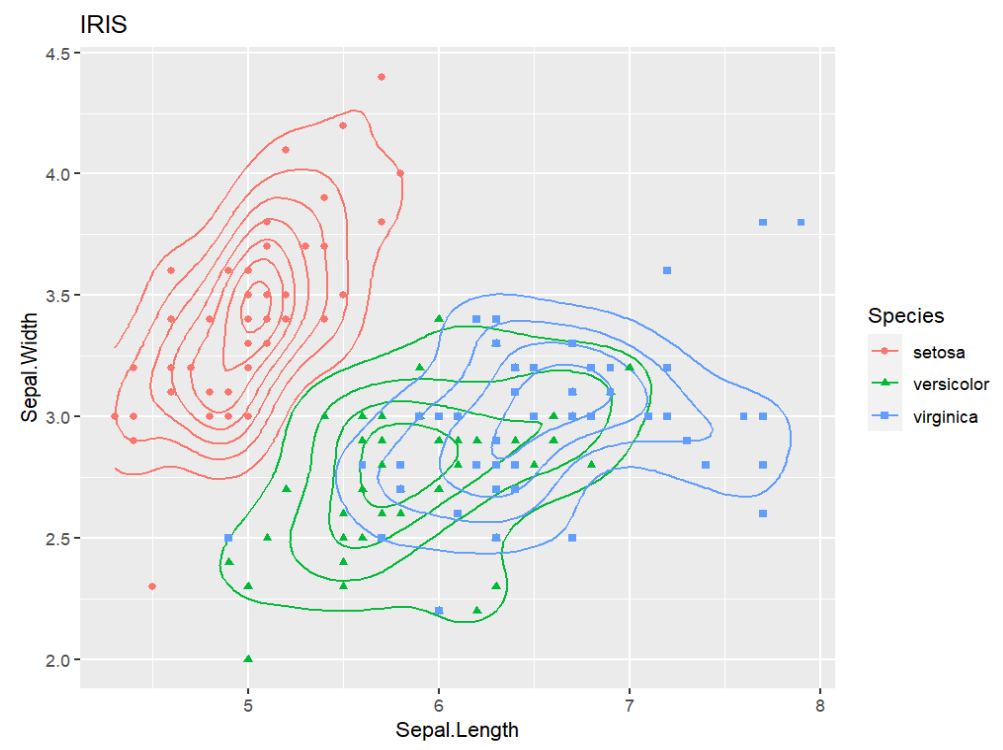 IRIS
4.5
4.0
3.5
3.0
2.5
2.0
Sepal.Width
5
6
7
8
Sepal.Length
Species
setosa
versicolor
virginica